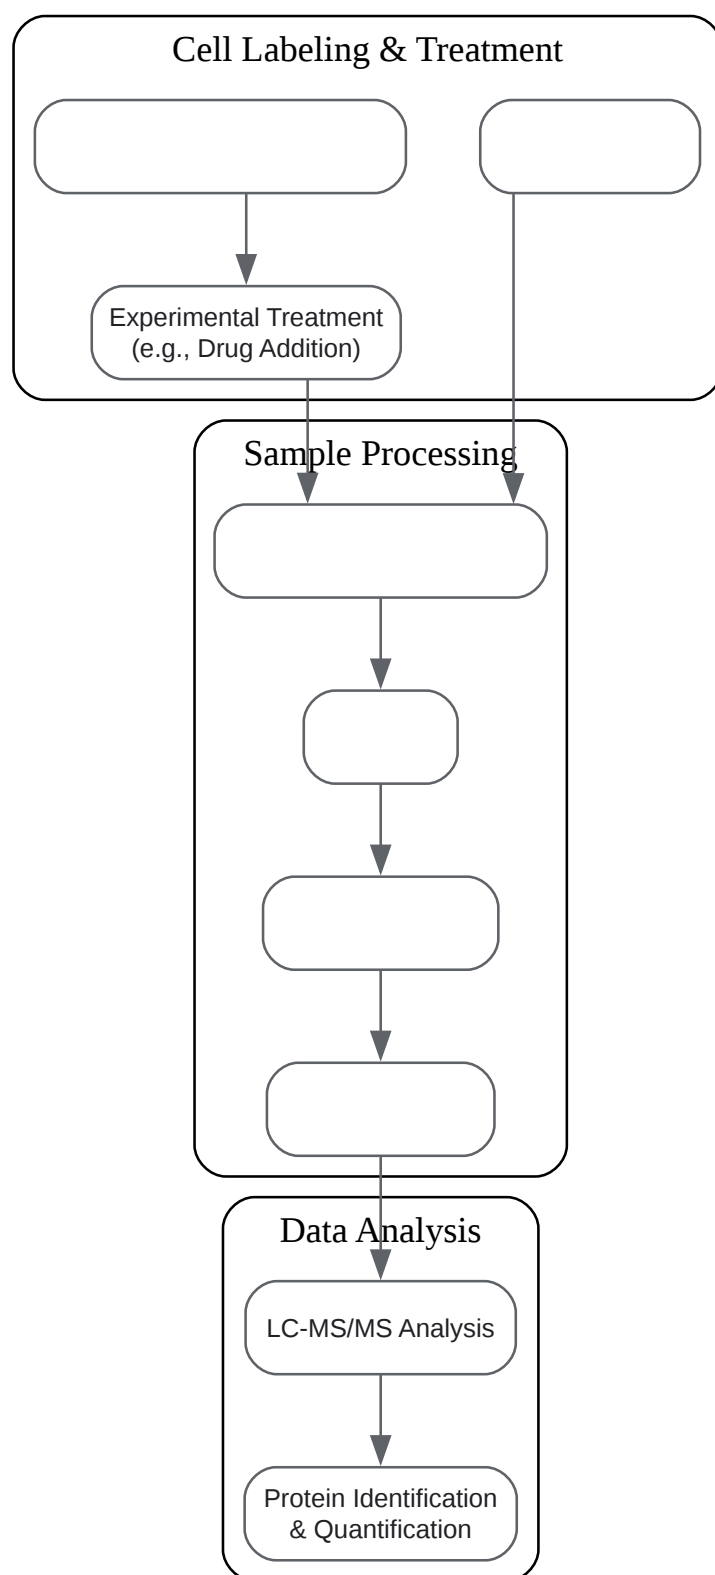 Cell Labeling & Treatment
Experimental Treatment
(e.g., Drug Addition)
Sample Processing
Data Analysis
LC-MS/MS Analysis
Protein Identification
& Quantification